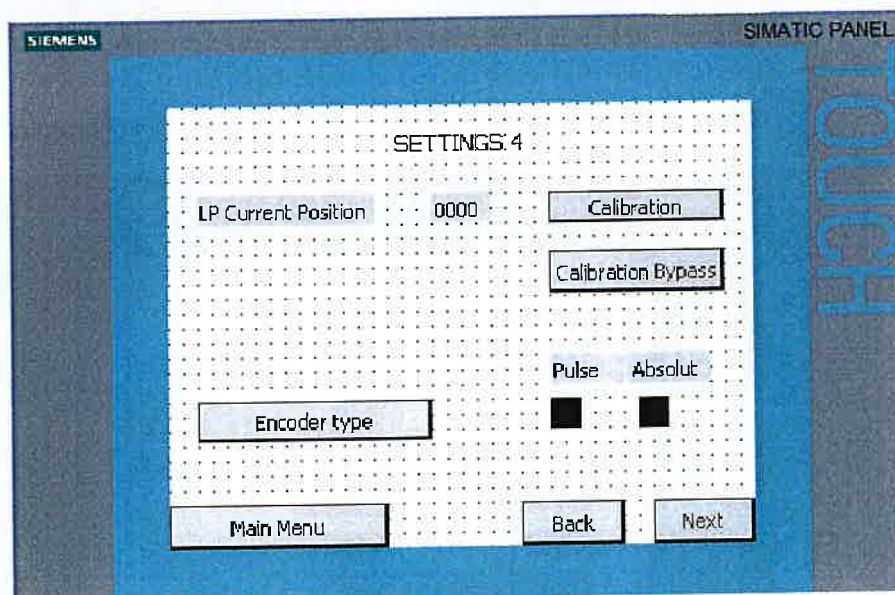 SIEMENS
SIMATIC PANEL
TOUCH
SETTINGS:4
LP Current Position 0000 Calibration
Calibration Bypass
Pulse Absolut
Encoder type
Main Menu Back Next